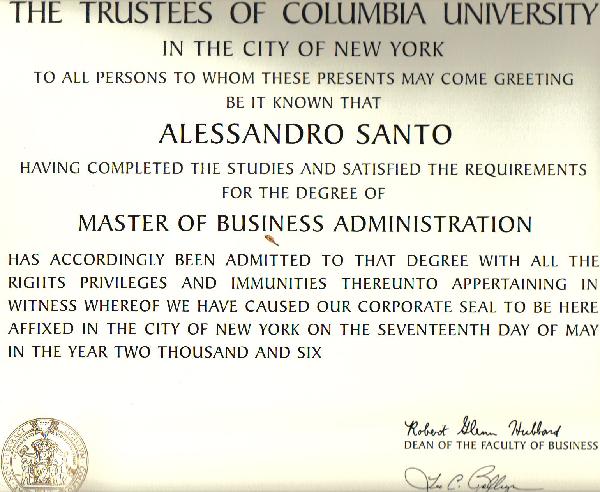 THE TRUSTEES OF COLUMBIA UNIVERSITY
IN THE CITY OF NEW YORK
TO ALL PERSONS TO WHOM THESE PRESENTS MAY COME GREETING
BE IT KNOWN THAT
ALESSANDRO SANTO
HAVING COMPLETED THE STUDIES AND SATISFIED THE REQUIREMENTS
FOR THE DEGREE OF
MASTER OF BUSINESS ADMINISTRATION
HAS ACCORDINGLY BEEN ADMITTED TO THAT DEGREE WITH ALL THE
RIGHTS PRIVILEGES AND IMMUNITIES THEREUNTO APPERTAINING IN
WITNESS WHEREOF WE HAVE CAUSED OUR CORPORATE SEAL TO BE HERE
AFFIXED IN THE CITY OF NEW YORK ON THE SEVENTEENTH DAY OF MAY
IN THE YEAR TWO THOUSAND AND SIX
Robert Glenn Hubbard
DEAN OF THE FACULTY OF BUSINESS